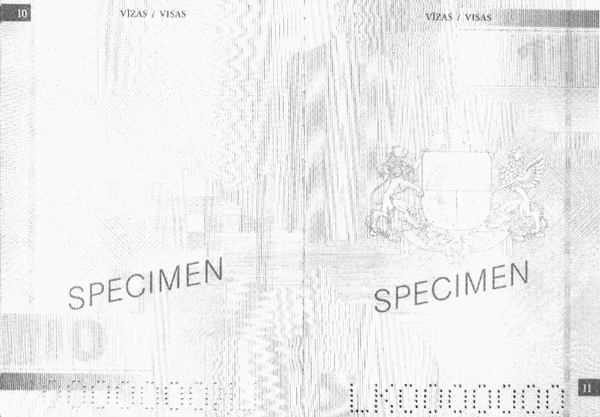 10
VĪZAS / VISAS
SPECIMEN
VĪZAS / VISAS
SPECIMEN
LK0000000
11